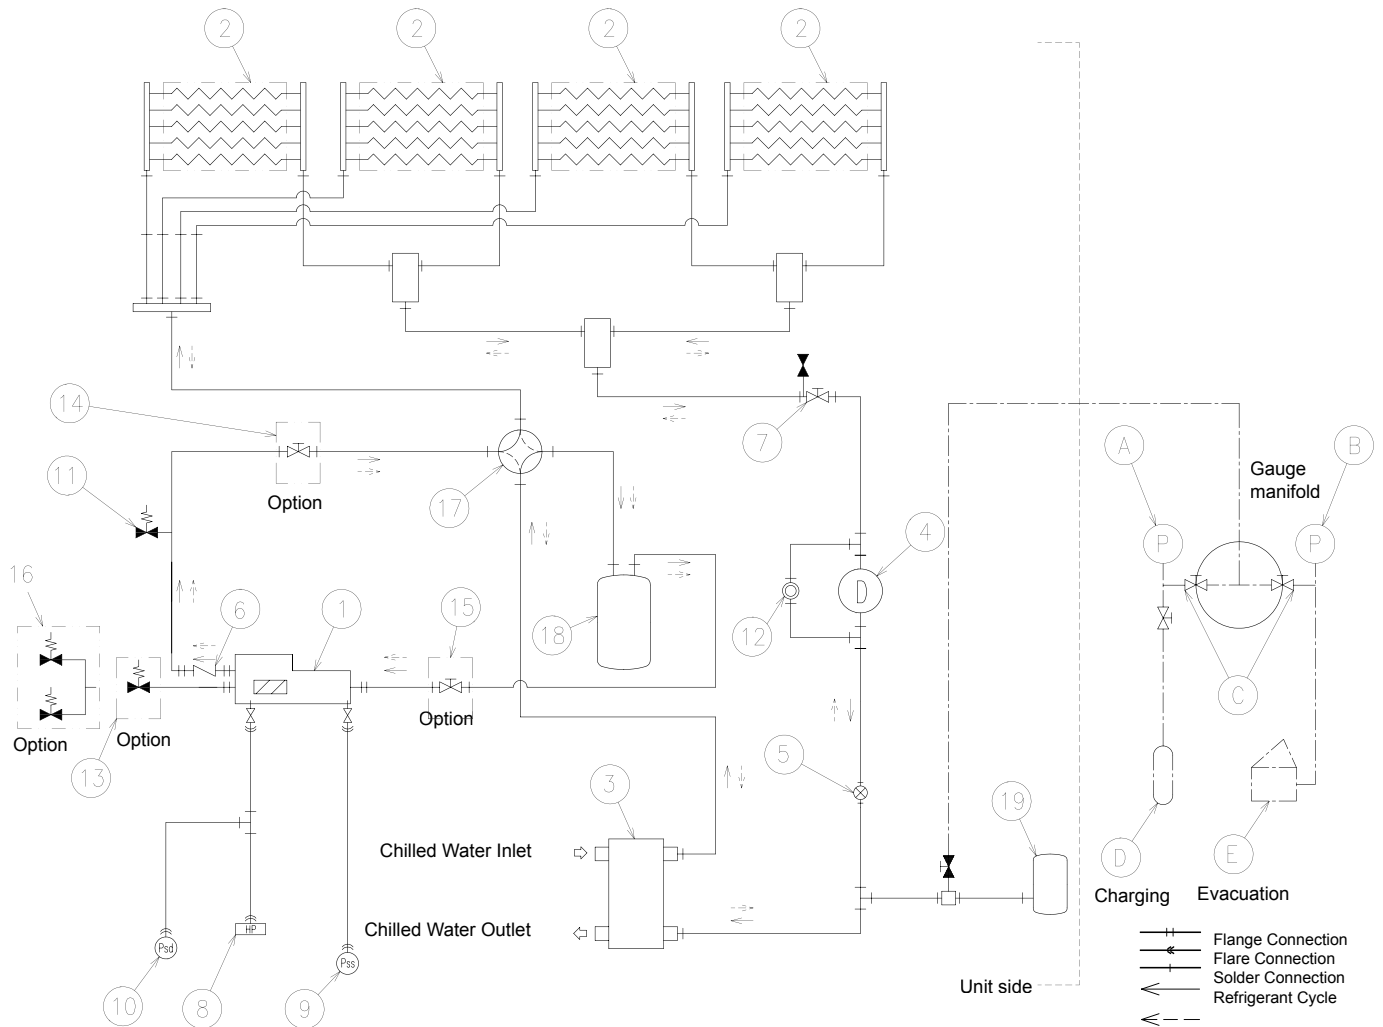 2
2
2
2
14
7
A
B
Gauge
manifold
11
Option
17
P
P
4
D
16
6
1
15
18
12
C
Option
Option
Option
13
5
3
19
Chilled Water Inlet
D
E
Charging
Evacuation
Chilled Water Outlet
HP
Psd
Pss
10
8
9
Unit side
Flange Connection
Flare Connection
Solder Connection
Refrigerant Cycle